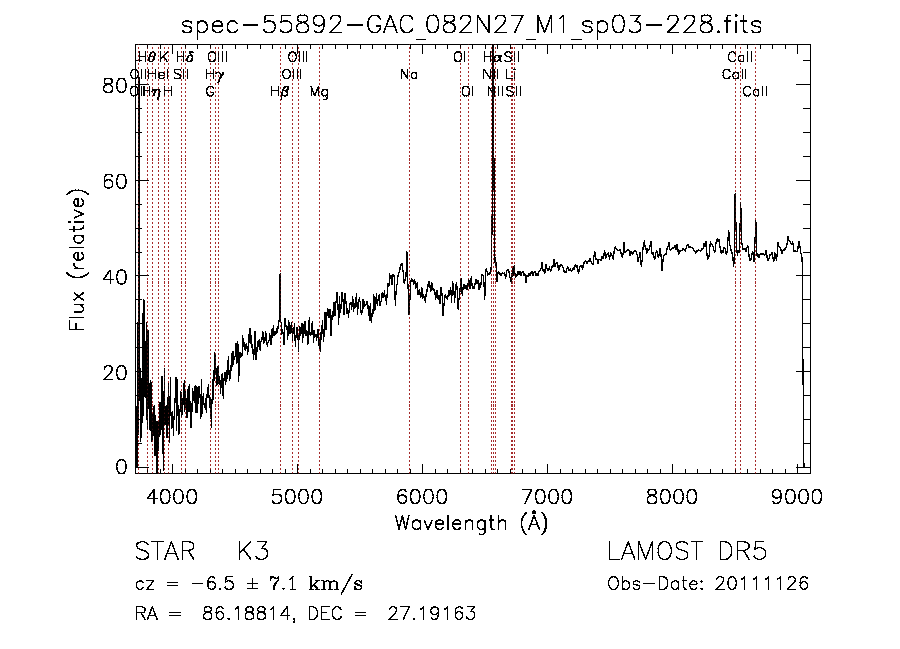 spec-55892-GAC_082N27_M1_sp03-228.fits
Hθ K Hδ OIII OIII OI Hα SII CaII
OII HeI SII Hγ OIII Na NII Li CaII
OII Hη H G Hβ Mg OI NII SII CaII
80
60
40
20
0
Flux (relative)
4000 5000 6000 7000 8000 9000
Wavelength (Å)
STAR K3 LAMOST DR5
cz = -6.5 ± 7.1 km/s Obs-Date: 20111126
RA = 86.18814, DEC = 27.19163